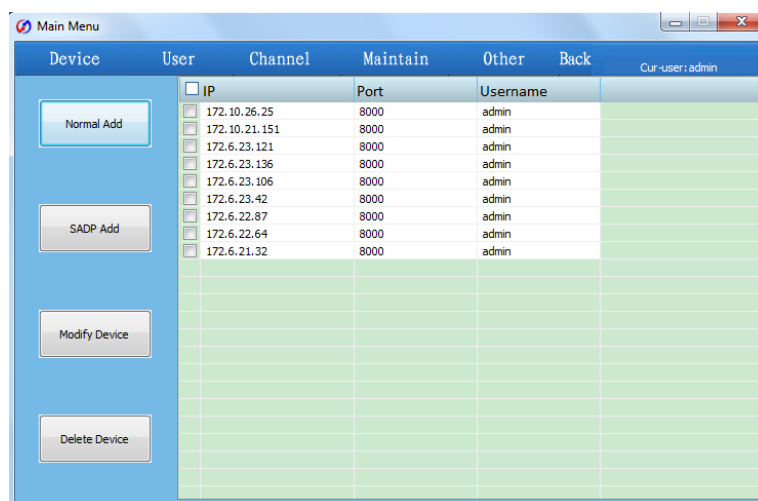 Main Menu
Device User Channel Maintain Other Back Cur-user:admin
IP Port Username
Normal Add
SADP Add
Modify Device
Delete Device
172.10.26.25 8000 admin
172.10.21.151 8000 admin
172.6.23.121 8000 admin
172.6.23.136 8000 admin
172.6.23.106 8000 admin
172.6.23.42 8000 admin
172.6.22.87 8000 admin
172.6.22.64 8000 admin
172.6.21.32 8000 admin